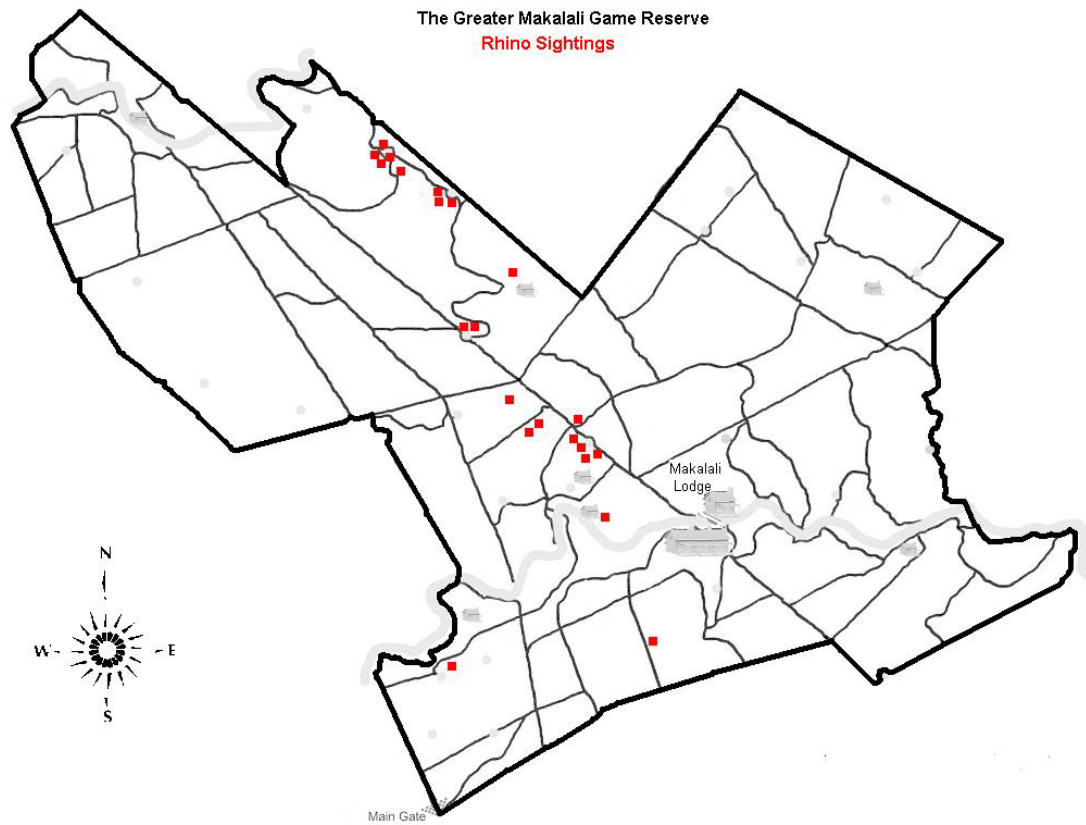 The Greater Makalali Game Reserve
Rhino Sightings
Makalali
Lodge
N
W
E
S
Main Gate